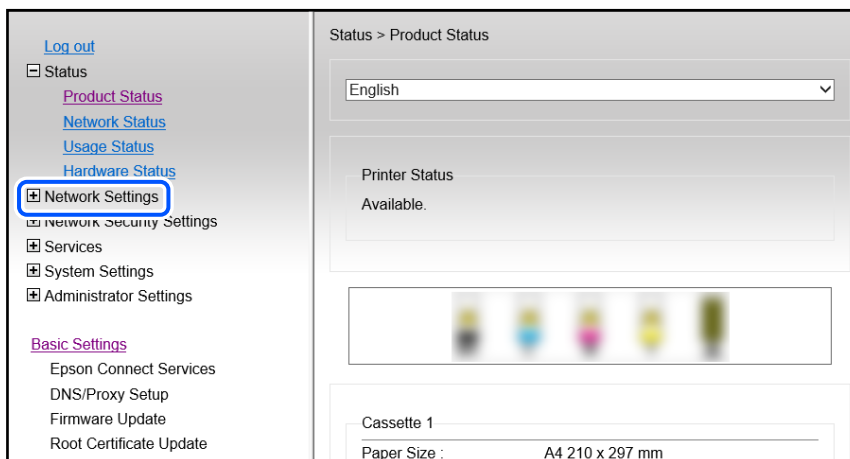 Log out
Status
Product Status
Network Status
Usage Status
Hardware Status
Network Settings
Network Security Settings
Services
System Settings
Administrator Settings
Basic Settings
Epson Connect Services
DNS/Proxy Setup
Firmware Update
Root Certificate Update
Status > Product Status
English
Printer Status
Available.
Cassette 1
Paper Size : A4 210 x 297 mm